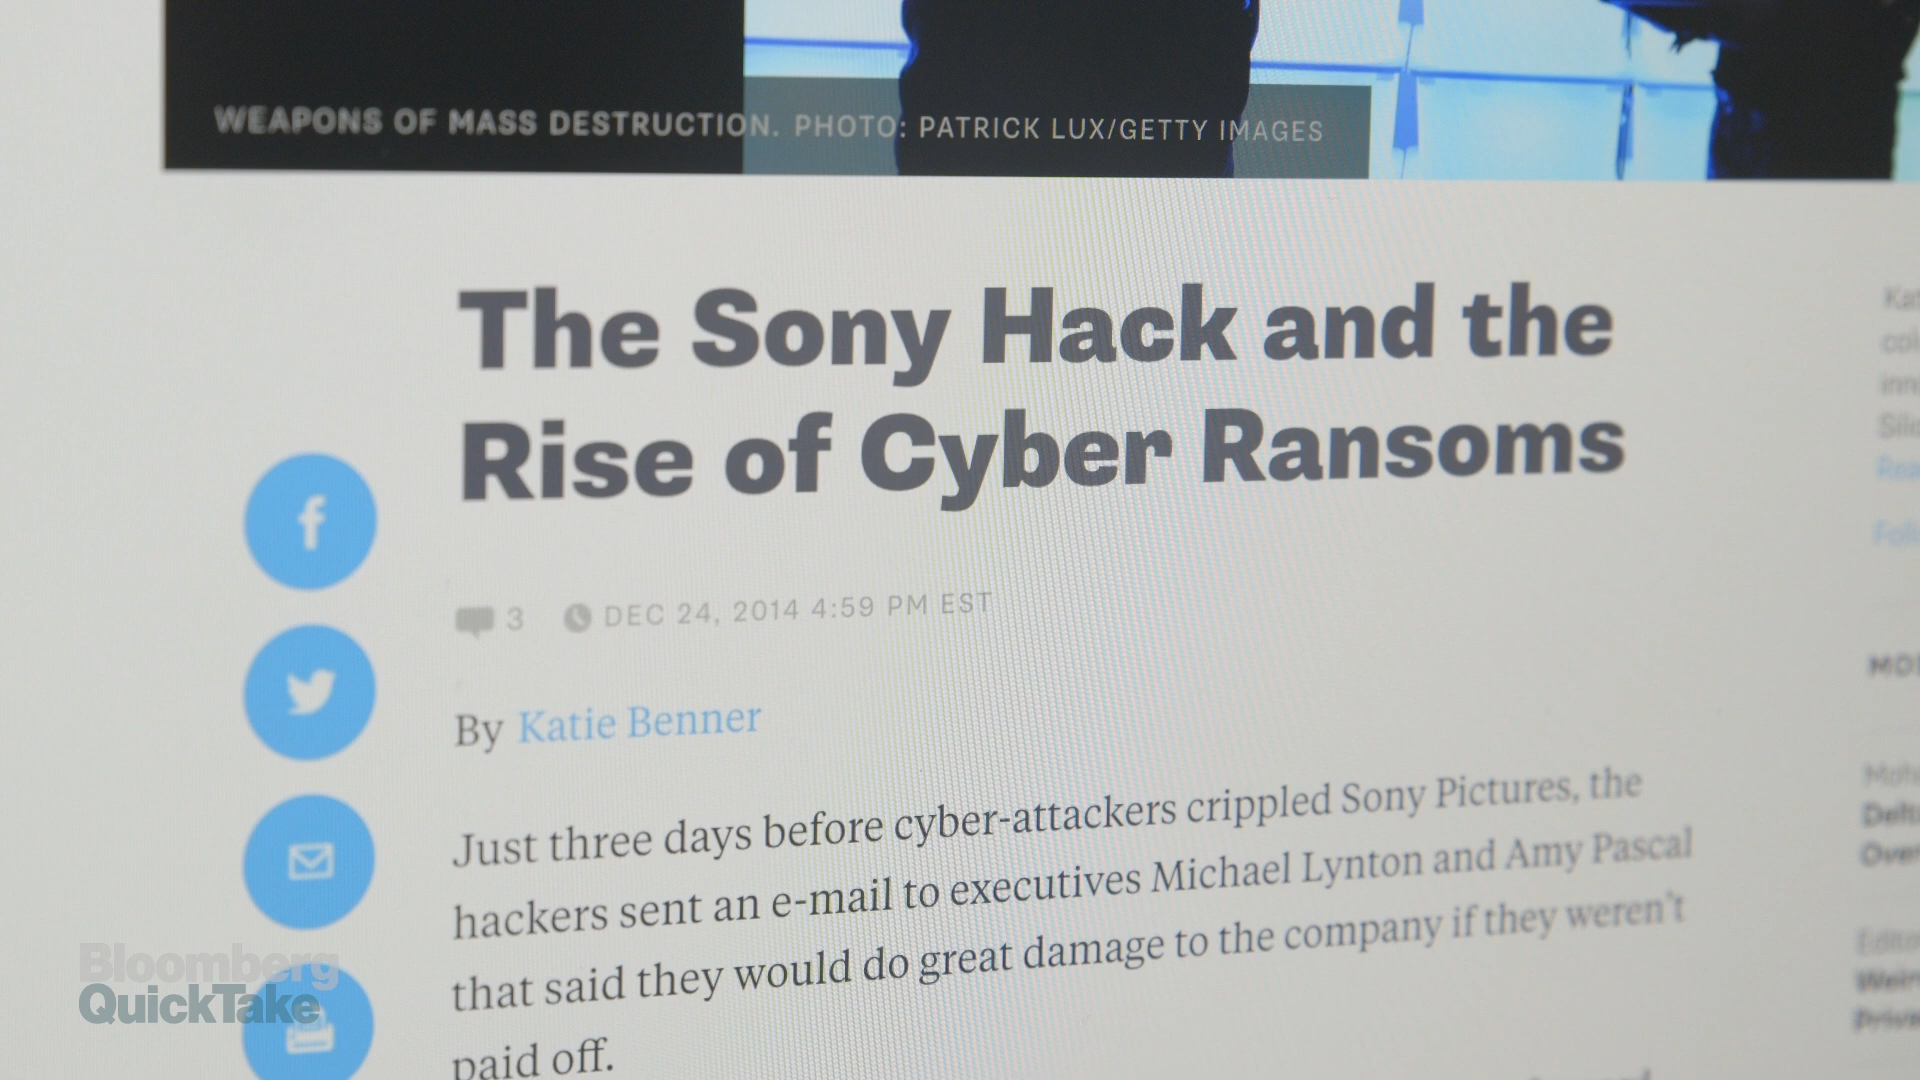 WEAPONS OF MASS DESTRUCTION. PHOTO: PATRICK LUX/GETTY IMAGES
The Sony Hack and the
Rise of Cyber Ransoms
3 DEC 24, 2014 4:59 PM EST
By Katie Benner
Just three days before cyber-attackers crippled Sony Pictures, the
hackers sent an e-mail to executives Michael Lynton and Amy Pascal
that said they would do great damage to the company if they weren't
paid off.
Bloomberg
QuickTake